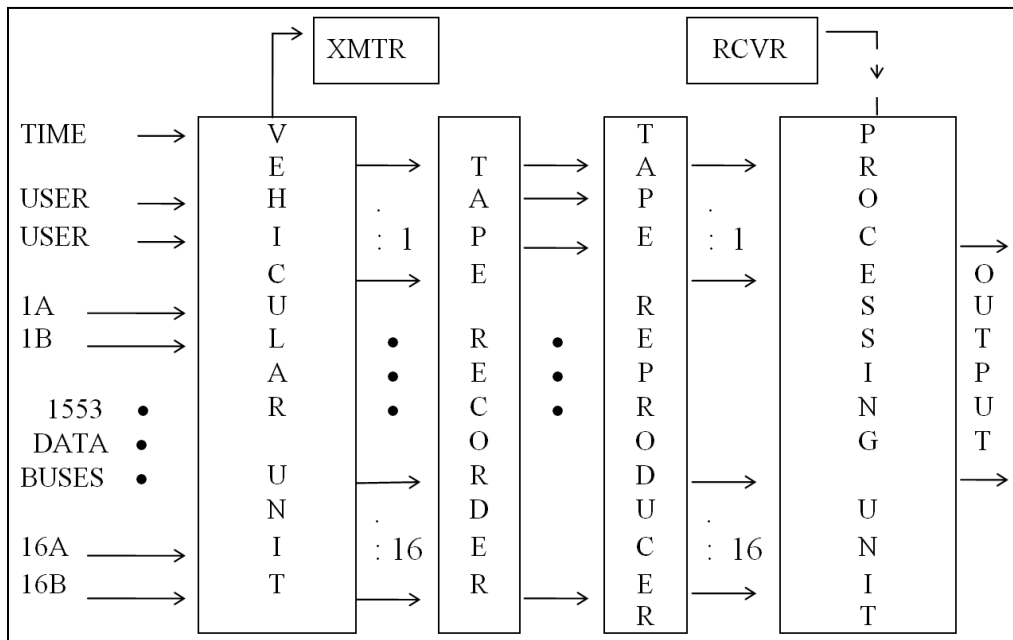 XMTR
RCVR
TIME
USER
USER
1A
1B
1553
DATA
BUSES
16A
16B
VEHICULAR UNIT
: 1
: 16
TAPE RECORDER
TAPE REPRODUCER
: 1
: 16
PROCESSING UNIT
OUTPUT